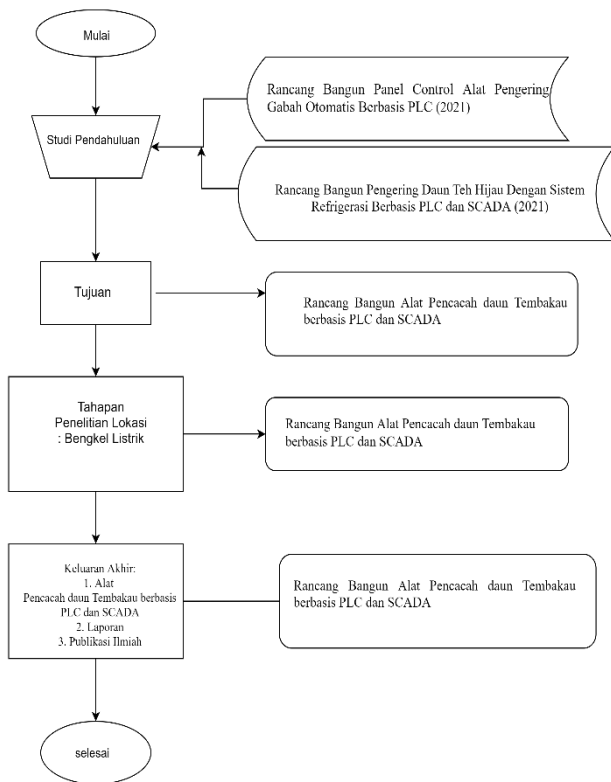 Mulai
Rancang Bangun Panel Control Alat Pengering
Gabah Otomatis Berbasis PLC (2021)
Studi Pendahuluan
Rancang Bangun Pengering Daun Teh Hijau Dengan Sistem
Refrigerasi Berbasis PLC dan SCADA (2021)
Tujuan
Rancang Bangun Alat Pencacah daun Tembakau
berbasis PLC dan SCADA
Tahapan
Penelitian Lokasi
: Bengkel Listrik
Rancang Bangun Alat Pencacah daun Tembakau
berbasis PLC dan SCADA
Keluaran Akhir:
1. Alat
Pencacah daun Tembakau berbasis
PLC dan SCADA
2. Laporan
3. Publikasi Ilmiah
Rancang Bangun Alat Pencacah daun Tembakau
berbasis PLC dan SCADA
selesai